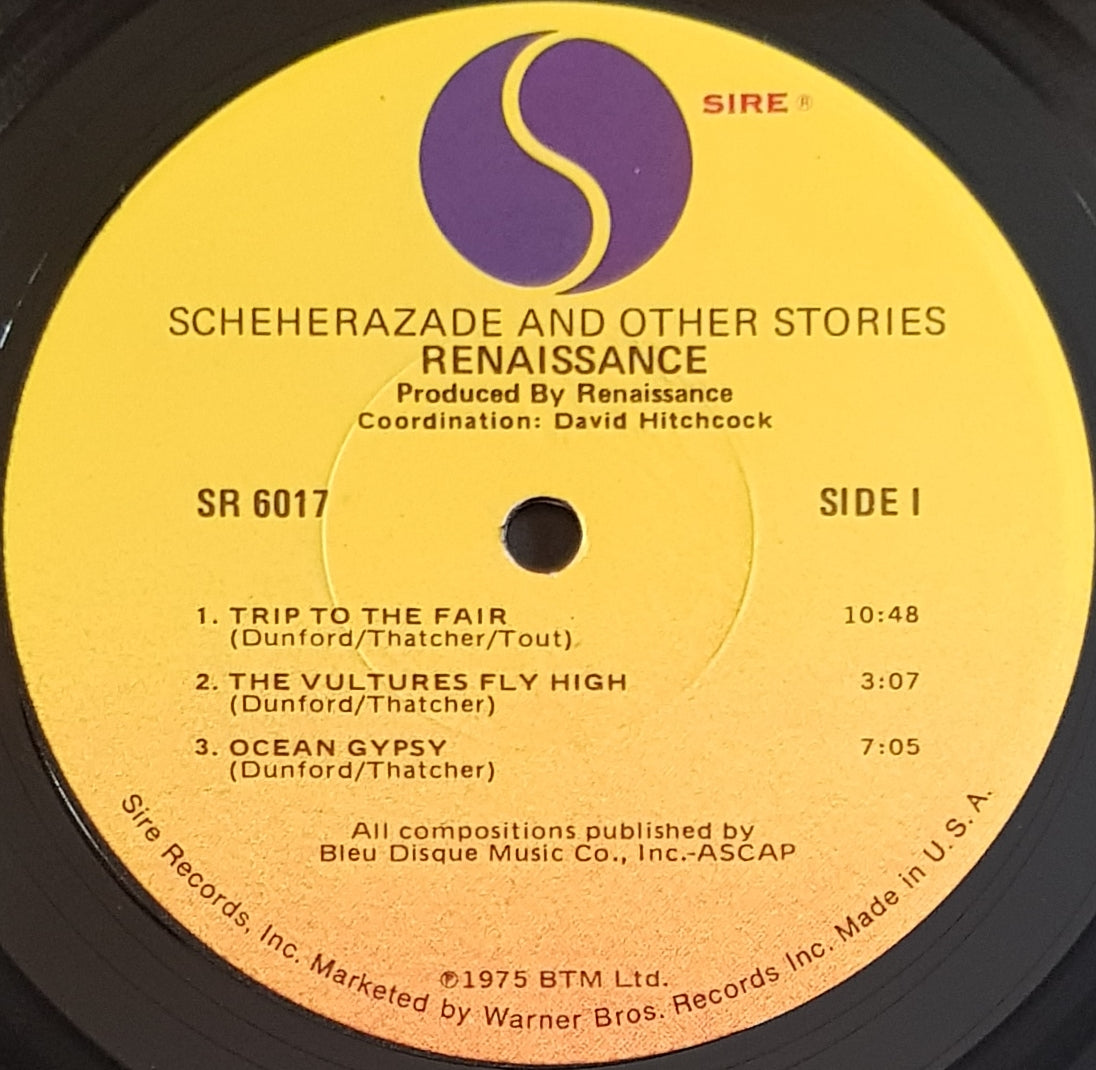 SIRE ®
SCHEHERAZADE AND OTHER STORIES
RENAISSANCE
Produced By Renaissance
Coordination: David Hitchcock
SR 6017
SIDE I
1. TRIP TO THE FAIR 10:48
(Dunford/Thatcher/Tout)
2. THE VULTURES FLY HIGH 3:07
(Dunford/Thatcher)
3. OCEAN GYPSY 7:05
(Dunford/Thatcher)
All compositions published by
Bleu Disque Music Co., Inc.-ASCAP
℗1975 BTM Ltd.
Sire Records, Inc. Marketed by Warner Bros. Records Inc. Made in U. S. A.